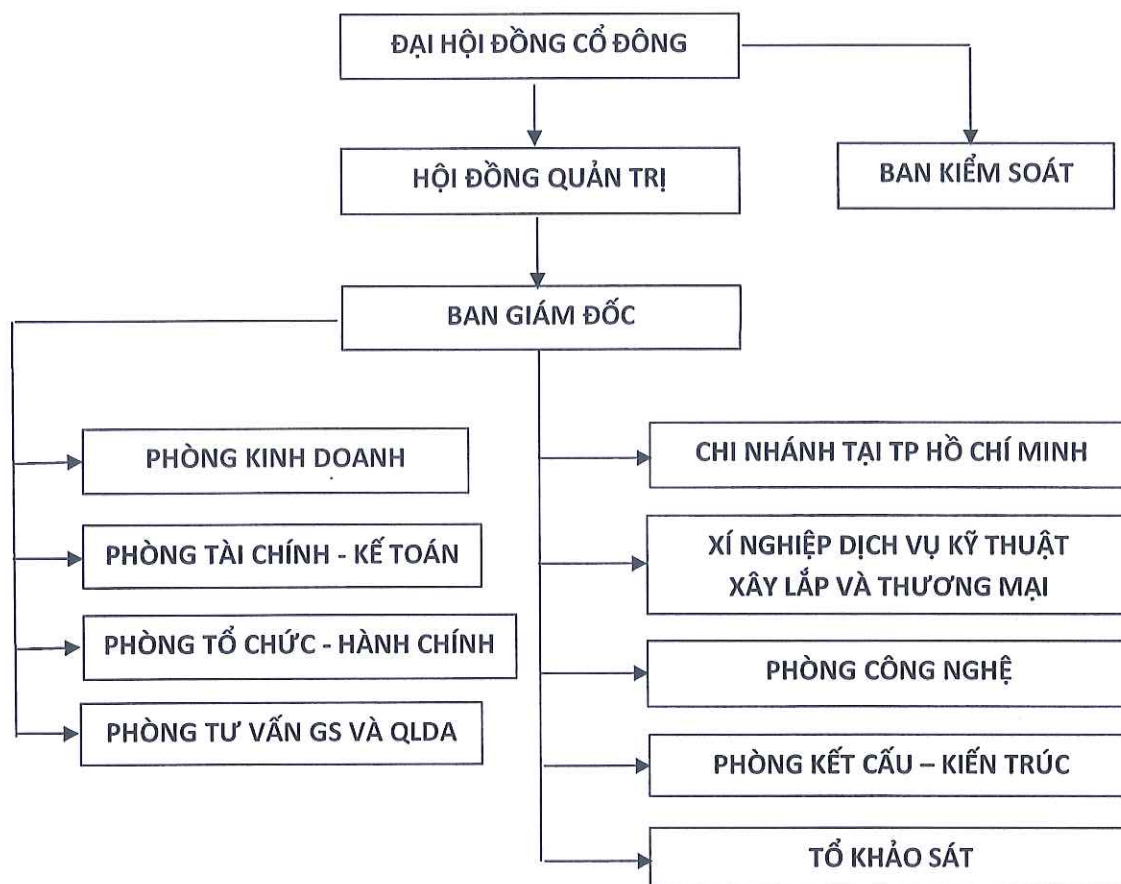 ĐẠI HỘI ĐỒNG CỔ ĐÔNG
HỘI ĐỒNG QUẢN TRỊ
BAN KIỂM SOÁT
BAN GIÁM ĐỐC
PHÒNG KINH DOANH
PHÒNG TÀI CHÍNH - KẾ TOÁN
PHÒNG TỔ CHỨC - HÀNH CHÍNH
PHÒNG TƯ VẤN GS VÀ QLDA
CHI NHÁNH TẠI TP HỒ CHÍ MINH
XÍ NGHIỆP DỊCH VỤ KỸ THUẬT
XÂY LẮP VÀ THƯƠNG MẠI
PHÒNG CÔNG NGHỆ
PHÒNG KẾT CẤU – KIẾN TRÚC
TỔ KHẢO SÁT